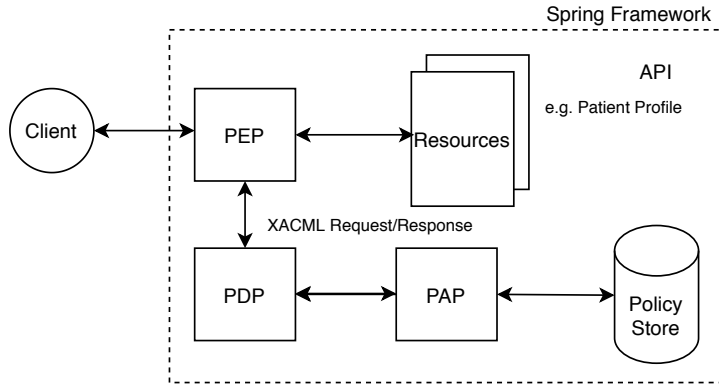 Spring Framework
API
e.g. Patient Profile
Client
PEP
Resources
XACML Request/Response
PDP
PAP
Policy
Store